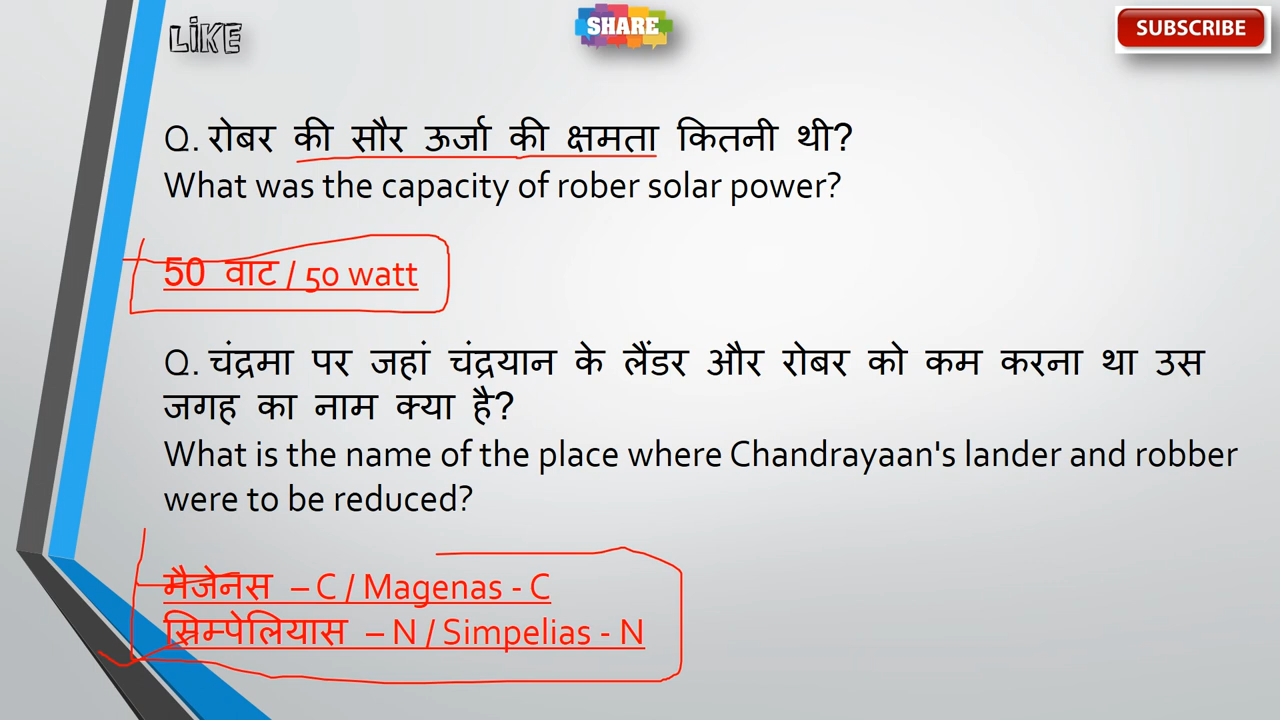 LIKE
SHARE
SUBSCRIBE
Q. रोबर की सौर ऊर्जा की क्षमता कितनी थी?
What was the capacity of rober solar power?
50 वाट / 50 watt
Q. चंद्रमा पर जहां चंद्रयान के लैंडर और रोबर को कम करना था उस
जगह का नाम क्या है?
What is the name of the place where Chandrayaan's lander and robber
were to be reduced?
मैजेनस – C / Magenas - C
सिम्पेलियास – N / Simpelias - N